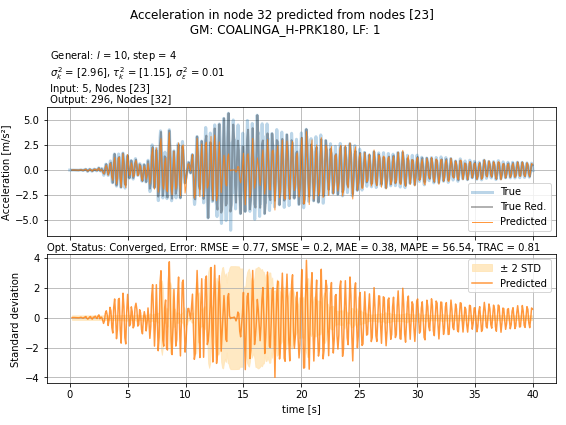 Acceleration in node 32 predicted from nodes [23]
GM: COALINGA_H-PRK180, LF: 1
General: l = 10, step = 4
σ²ₖ = [2.96], τ²ₖ = [1.15], σ²ε = 0.01
Input: 5, Nodes [23]
Output: 296, Nodes [32]
Acceleration [m/s²]
5.0
2.5
0.0
−2.5
−5.0
True
True Red.
Predicted
Opt. Status: Converged, Error: RMSE = 0.77, SMSE = 0.2, MAE = 0.38, MAPE = 56.54, TRAC = 0.81
Standard deviation
4
2
0
−2
−4
± 2 STD
Predicted
0 5 10 15 20 25 30 35 40
time [s]